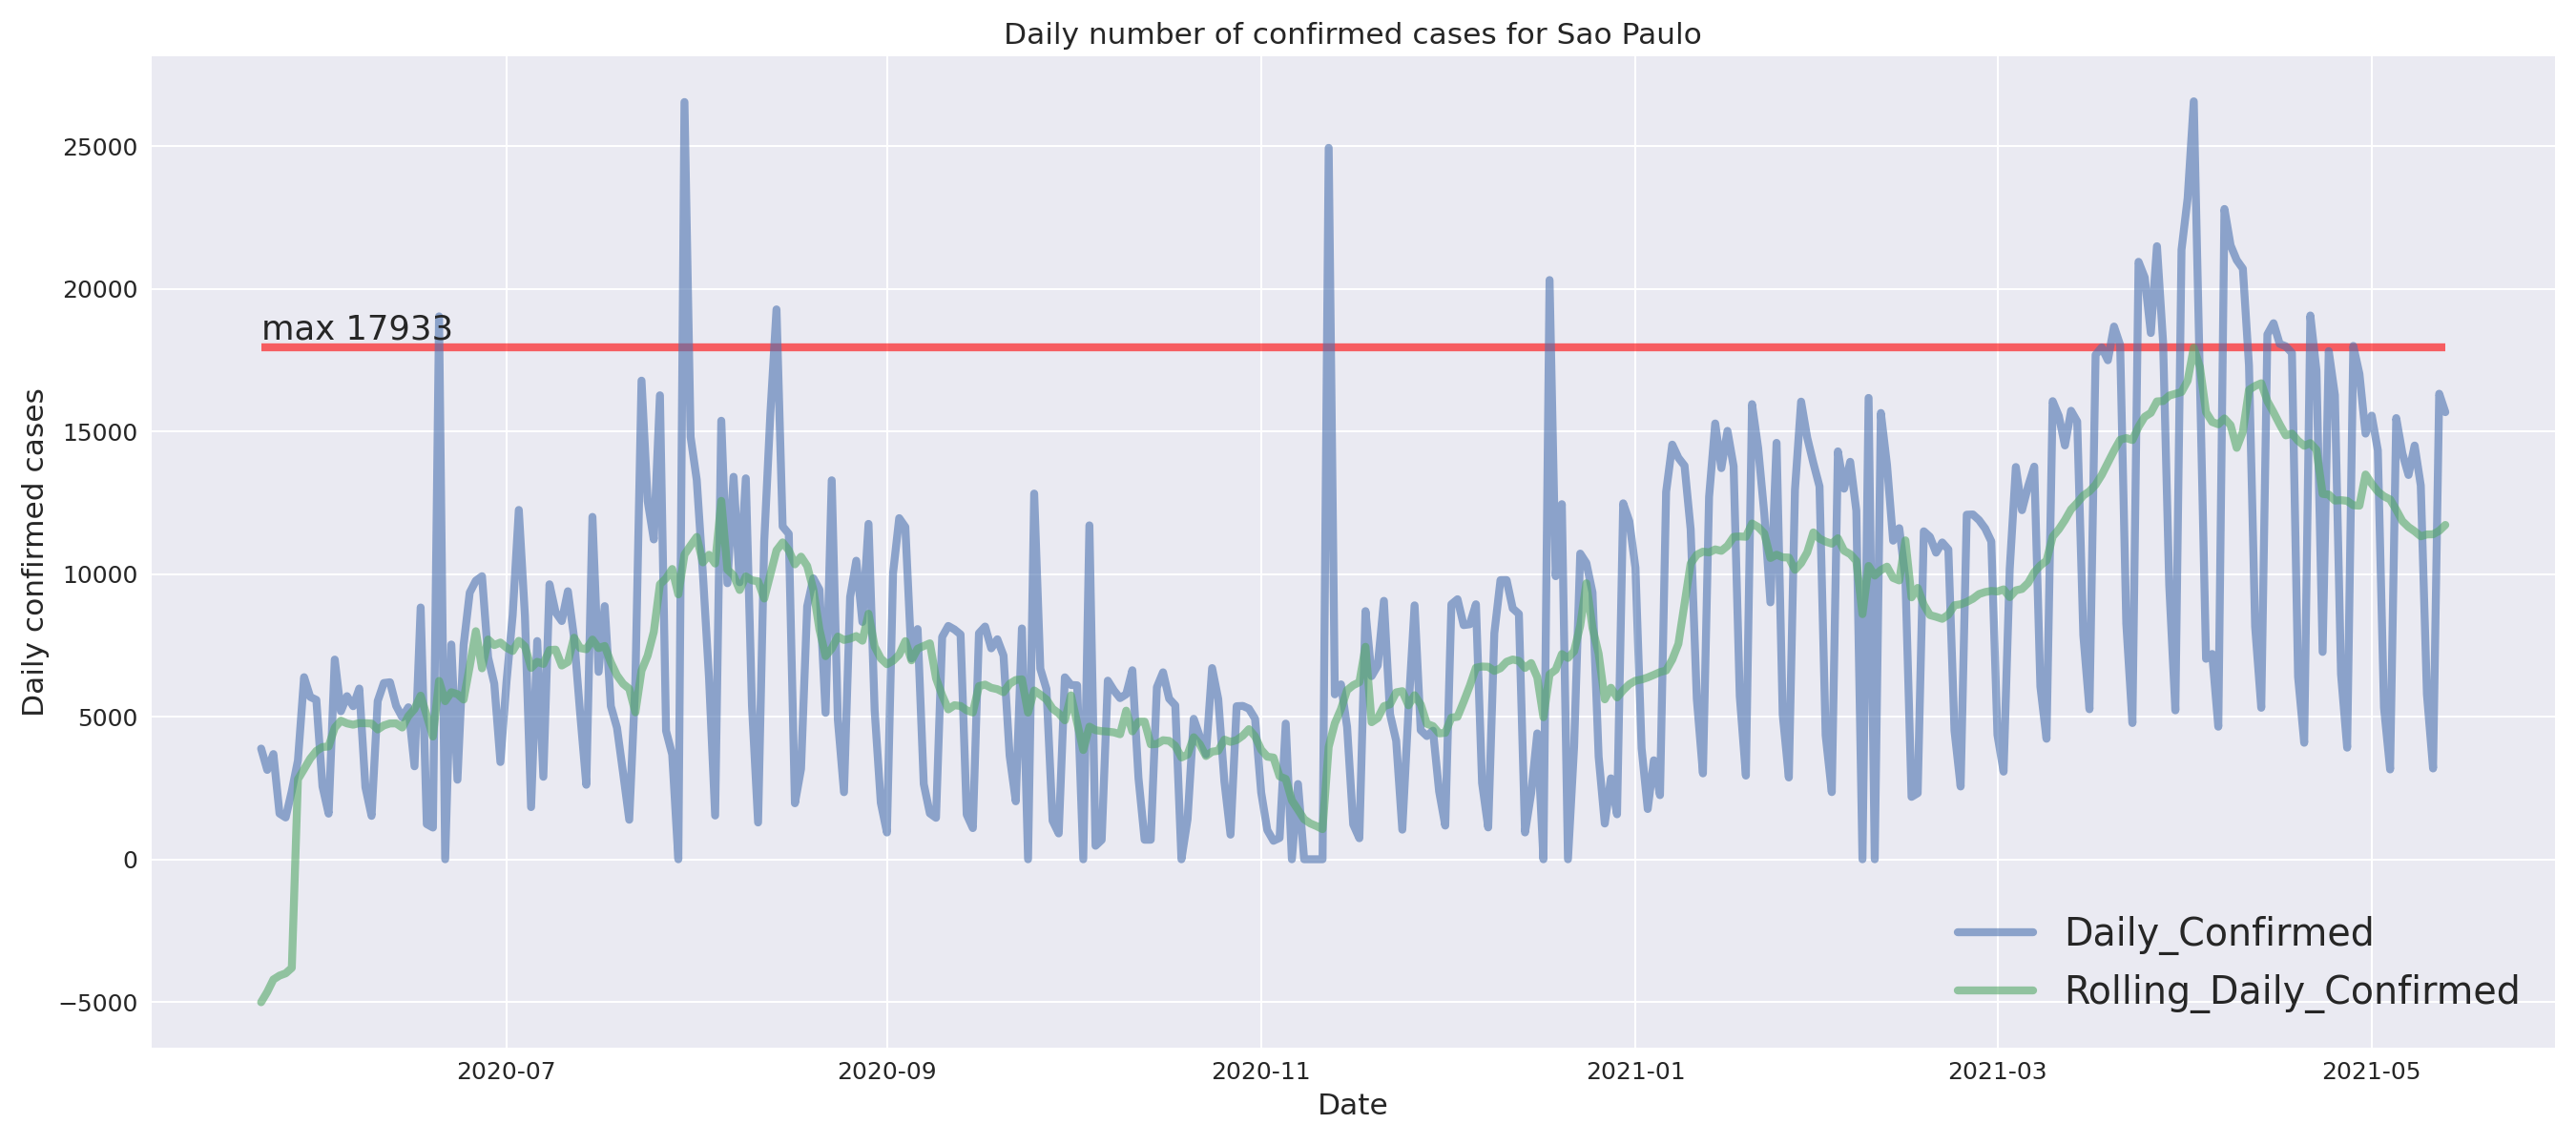 Daily number of confirmed cases for Sao Paulo
Daily confirmed cases
25000
20000
15000
10000
5000
0
−5000
max 17933
Daily_Confirmed
Rolling_Daily_Confirmed
2020-07
2020-09
2020-11
2021-01
2021-03
2021-05
Date